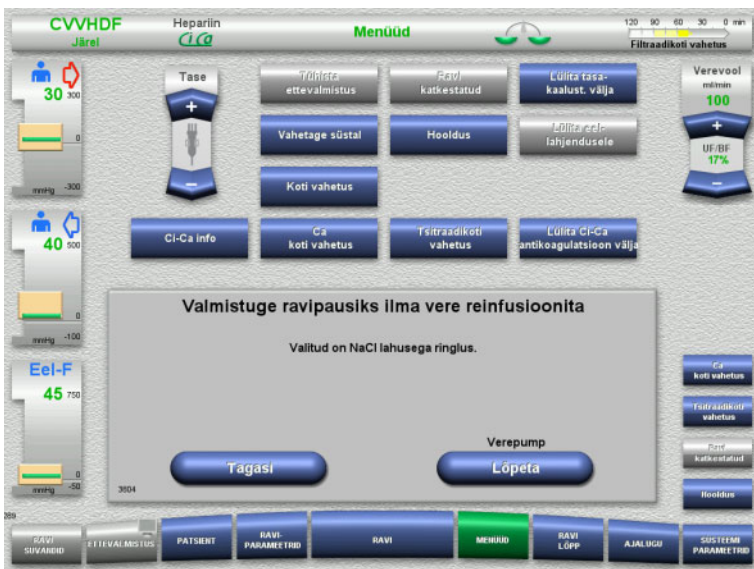 CVVHDF
Järel
Hepariin
CiCa
Menüüd
120 90 60 30 0 min
Filtraadikoti vahetus
30
300
0
mmHg -300
40
500
0
mmHg -100
Eel-F
45
750
0
mmHg -50
Tase
+
–
Tühista
ettevalmistus
Ravi
katkestatud
Lülita tasa-
kaalust. välja
Vahetage süstal
Hooldus
Lülita eel-
lahjendusele
Koti vahetus
Ci-Ca info
Ca
koti vahetus
Tsitraadikoti
vahetus
Lülita Ci-Ca
antikoagulatsioon välja
Verevool
ml/min
100
+
UF/BF
17%
–
Valmistuge ravipausiks ilma vere reinfusioonita
Valitud on NaCl lahusega ringlus.
Tagasi
Verepump
Lõpeta
3604
Ca
koti vahetus
Tsitraadikoti
vahetus
Ravi
katkestatud
Hooldus
RAVI
SUVANDID
ETTEVALMISTUS
PATSIENT
RAVI-
PARAMEETRID
RAVI
MENÜÜD
RAVI
LÕPP
AJALUGU
SÜSTEEMI
PARAMEETRID